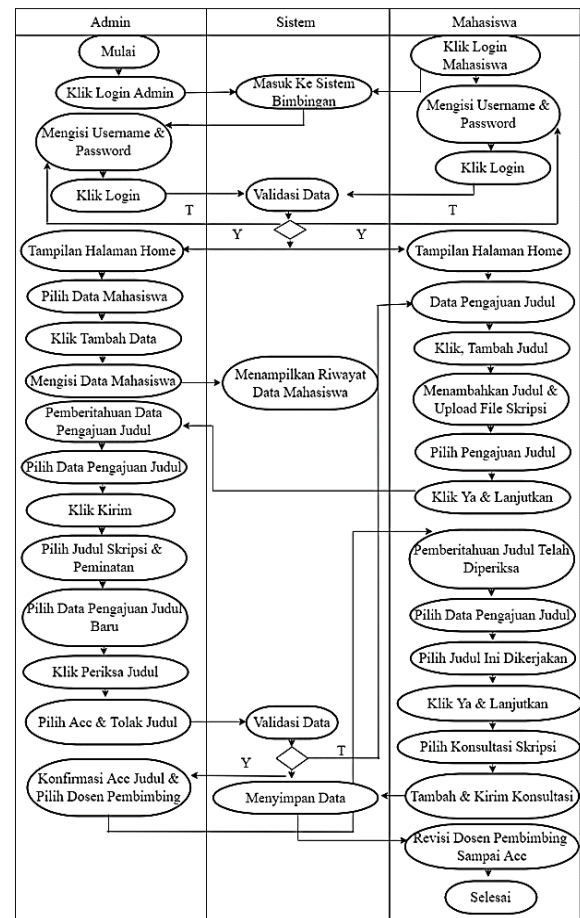 Admin
Sistem
Mahasiswa
Mulai
Klik Login Admin
Mengisi Username &
Password
Klik Login
T
Tampilan Halaman Home
Pilih Data Mahasiswa
Klik Tambah Data
Mengisi Data Mahasiswa
Pemberitahuan Data
Pengajuan Judul
Pilih Data Pengajuan Judul
Klik Kirim
Pilih Judul Skripsi &
Peminatan
Pilih Data Pengajuan Judul
Baru
Klik Periksa Judul
Pilih Acc & Tolak Judul
Konfirmasi Acc Judul &
Pilih Dosen Pembimbing
Masuk Ke Sistem
Bimbingan
Validasi Data
Y
Y
Menampilkan Riwayat
Data Mahasiswa
Validasi Data
Y
T
Menyimpan Data
Klik Login
Mahasiswa
Mengisi Username &
Password
Klik Login
T
Tampilan Halaman Home
Data Pengajuan Judul
Klik, Tambah Judul
Menambahkan Judul &
Upload File Skripsi
Pilih Pengajuan Judul
Klik Ya & Lanjutkan
Pemberitahuan Judul Telah
Diperiksa
Pilih Data Pengajuan Judul
Pilih Judul Ini Dikerjakan
Klik Ya & Lanjutkan
Pilih Konsultasi Skripsi
Tambah & Kirim Konsultasi
Revisi Dosen Pembimbing
Sampai Acc
Selesai